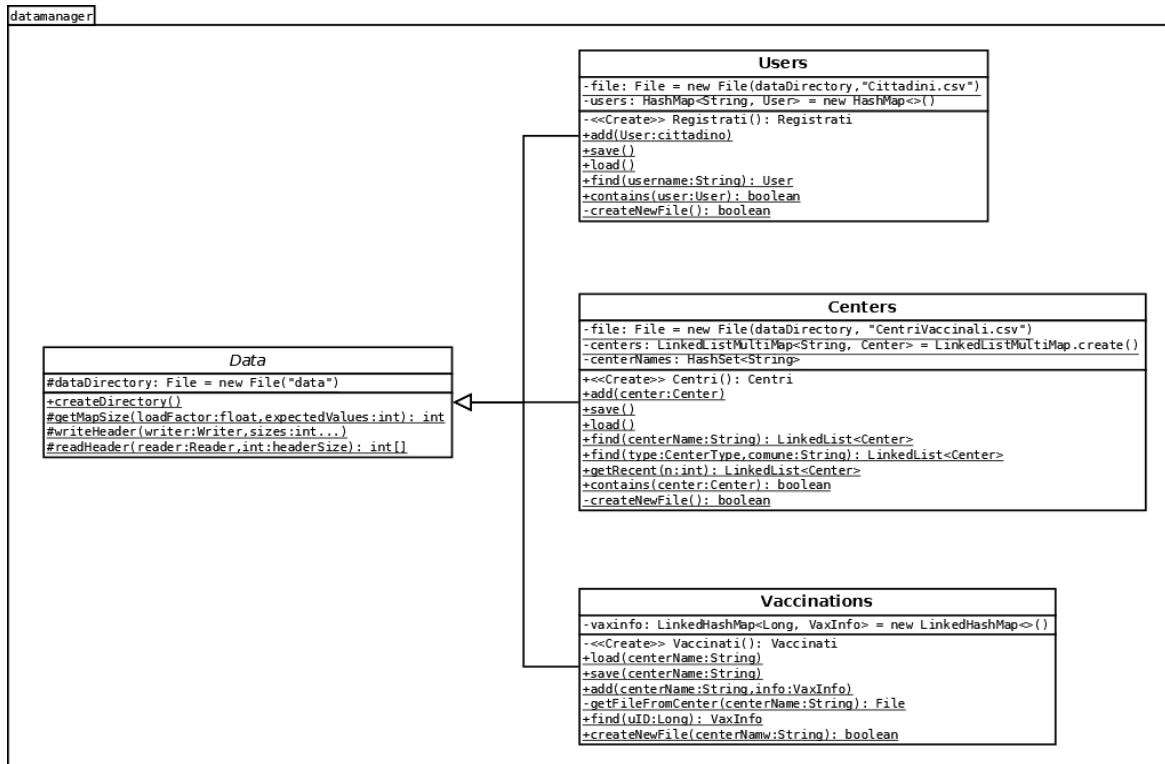 datamanager
Users
-file: File = new File(dataDirectory,"Cittadini.csv")
-users: HashMap<String, User> = new HashMap<>()
-<<Create>> Registrati(): Registrati
+add(User:cittadino)
+save()
+load()
+find(username:String): User
+contains(user:User): boolean
-createNewFile(): boolean
Centers
-file: File = new File(dataDirectory, "CentriVaccinali.csv")
-centers: LinkedListMultiMap<String, Center> = LinkedListMultiMap.create()
-centerNames: HashSet<String>
+<<Create>> Centri(): Centri
+add(center:Center)
+save()
+load()
+find(centerName:String): LinkedList<Center>
+find(type:CenterType,comune:String): LinkedList<Center>
+getRecent(n:int): LinkedList<Center>
+contains(center:Center): boolean
-createNewFile(): boolean
Data
#dataDirectory: File = new File("data")
+createDirectory()
#getMapSize(loadFactor:float,expectedValues:int): int
#writeHeader(writer:Writer,sizes:int...)
#readHeader(reader:Reader,int:headerSize): int[]
Vaccinations
-vaxinfo: LinkedHashMap<Long, VaxInfo> = new LinkedHashMap<>()
-<<Create>> Vaccinati(): Vaccinati
+load(centerName:String)
+save(centerName:String)
+add(centerName:String,info:VaxInfo)
-getFileFromCenter(centerName:String): File
+find(uID:Long): VaxInfo
+createNewFile(centerNamw:String): boolean